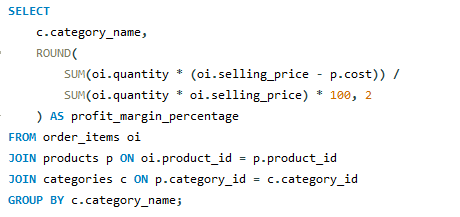 SELECT
    c.category_name,
    ROUND(
        SUM(oi.quantity * (oi.selling_price - p.cost)) /
        SUM(oi.quantity * oi.selling_price) * 100, 2
    ) AS profit_margin_percentage
FROM order_items oi
JOIN products p ON oi.product_id = p.product_id
JOIN categories c ON p.category_id = c.category_id
GROUP BY c.category_name;